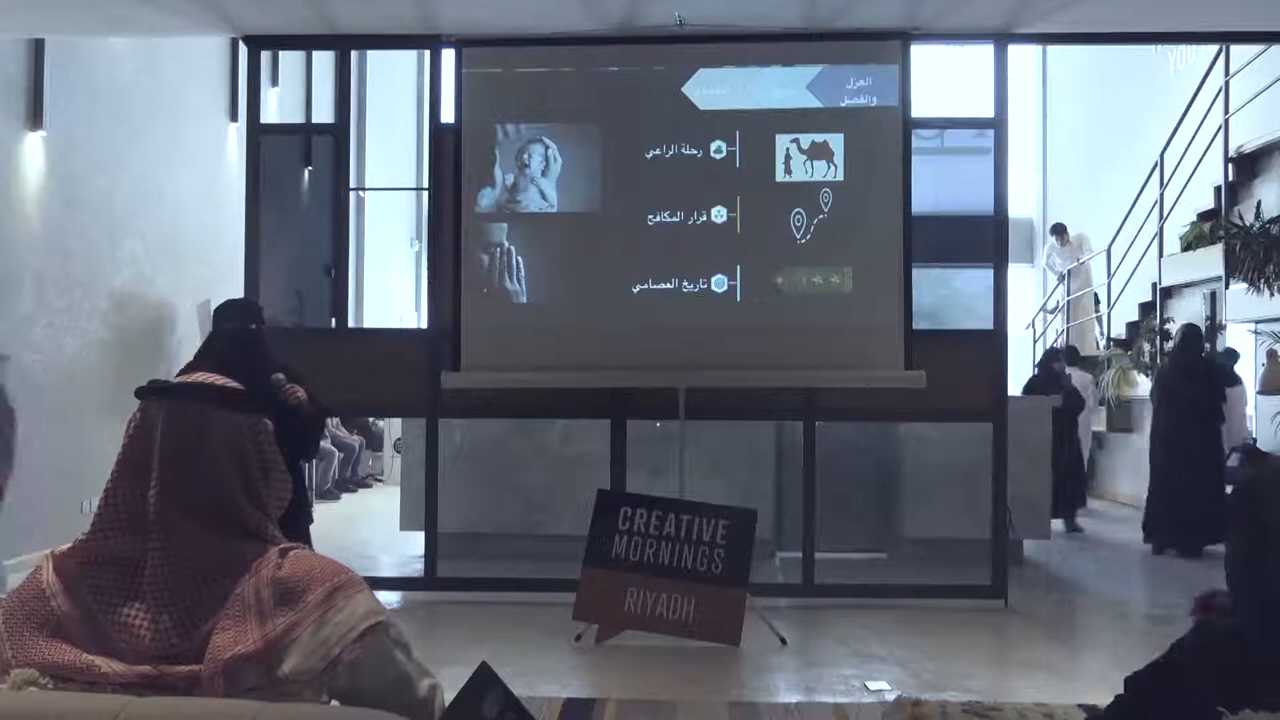 العزل
والفصل
رحلة الراعي
قرار المكافح
تاريخ العصامي
CREATIVE
MORNINGS
RIYADH